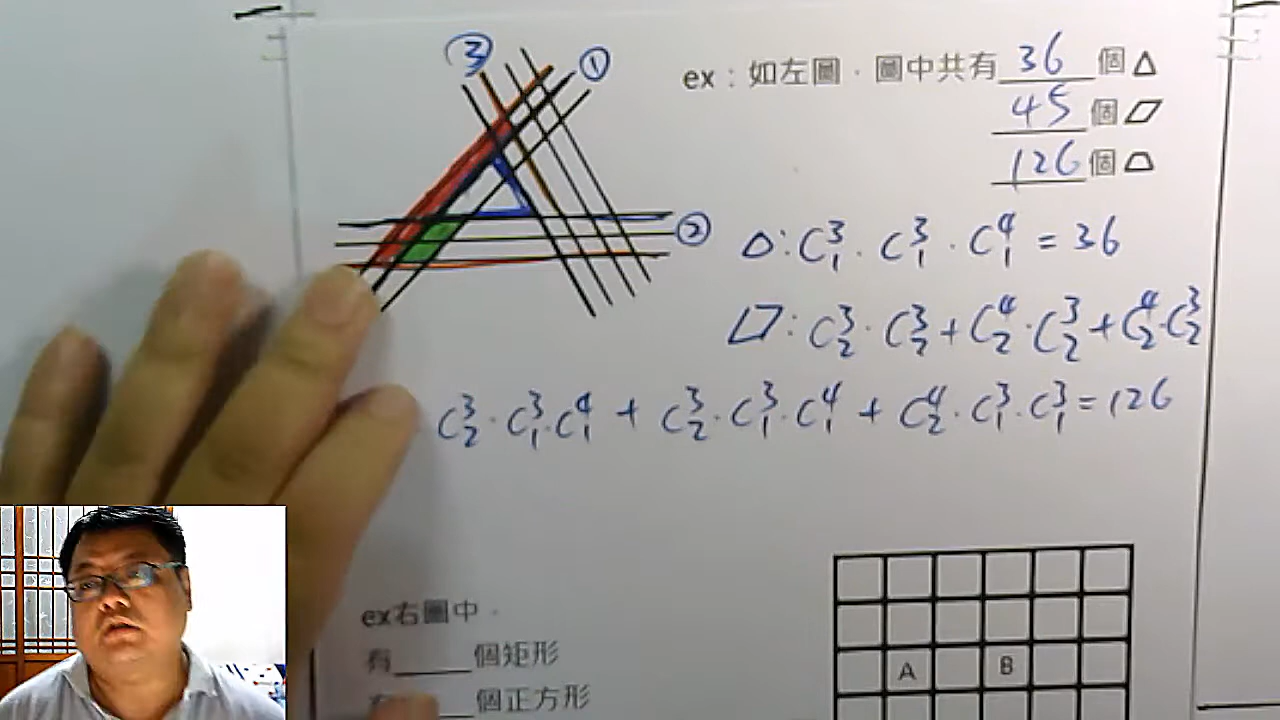 ③ ①
ex：如左圖．圖中共有 36 個△
45 個▱
126 個⏢
②
△: C³₁ · C³₁ · C⁴₁ = 36
▱: C³₂ · C³₂ + C⁴₂ · C³₂ + C⁴₂ · C³₂
C³₂ · C³₁ · C⁴₁ + C³₂ · C³₁ · C⁴₁ + C⁴₂ · C³₁ · C³₁ = 126
ex右圖中．
有____個矩形
個正方形
A B